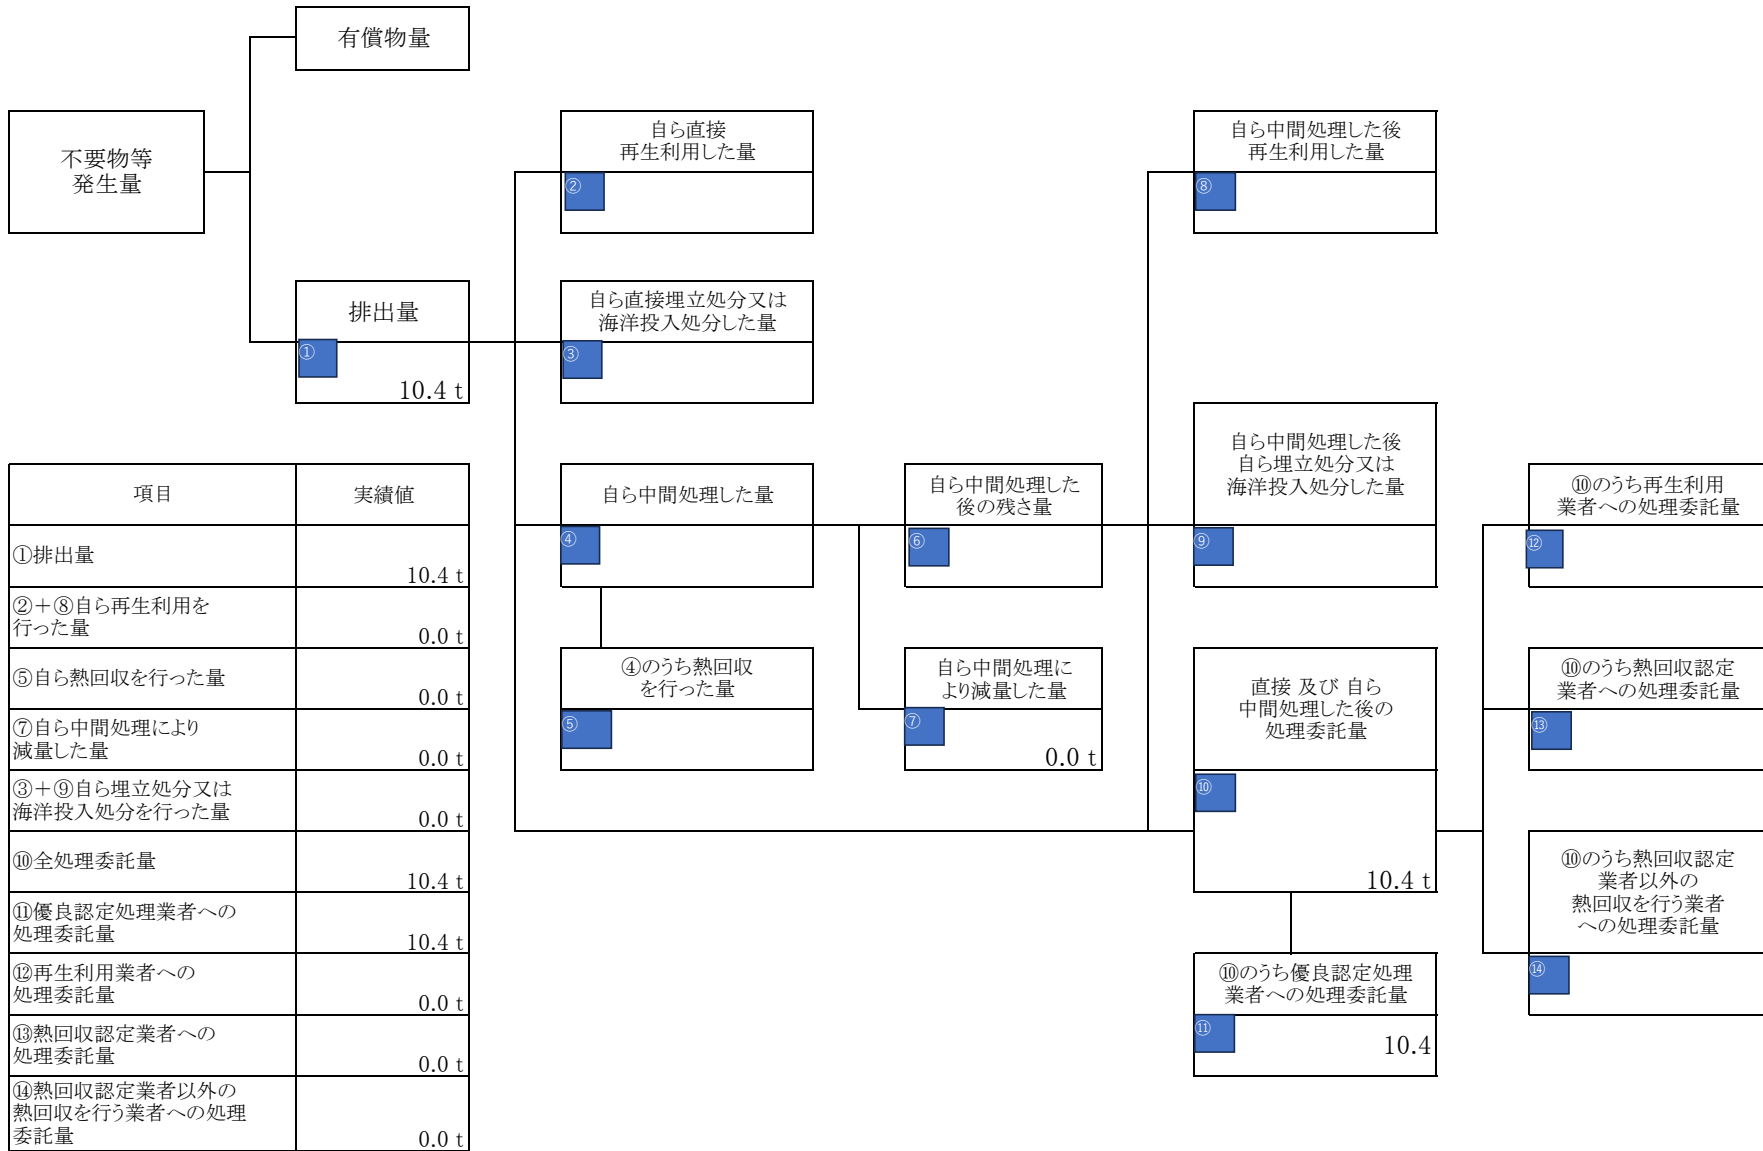 有償物量
不要物等
発生量
自ら直接
再生利用した量
②
自ら中間処理した後
再生利用した量
⑧
排出量
①
10.4 t
自ら直接埋立処分又は
海洋投入処分した量
③
自ら中間処理した量
④
自ら中間処理した
後の残さ量
⑥
自ら中間処理した後
自ら埋立処分又は
海洋投入処分した量
⑨
⑩のうち再生利用
業者への処理委託量
⑫
④のうち熱回収
を行った量
⑤
自ら中間処理に
より減量した量
⑦
0.0 t
直接 及び 自ら
中間処理した後の
処理委託量
⑩
10.4 t
⑩のうち熱回収認定
業者への処理委託量
⑬
⑩のうち熱回収認定
業者以外の
熱回収を行う業者
への処理委託量
⑭
⑩のうち優良認定処理
業者への処理委託量
⑪
10.4
項目
実績値
①排出量
10.4 t
②＋⑧自ら再生利用を
行った量
0.0 t
⑤自ら熱回収を行った量
0.0 t
⑦自ら中間処理により
減量した量
0.0 t
③＋⑨自ら埋立処分又は
海洋投入処分を行った量
0.0 t
⑩全処理委託量
10.4 t
⑪優良認定処理業者への
処理委託量
10.4 t
⑫再生利用業者への
処理委託量
0.0 t
⑬熱回収認定業者への
処理委託量
0.0 t
⑭熱回収認定業者以外の
熱回収を行う業者への処理
委託量
0.0 t